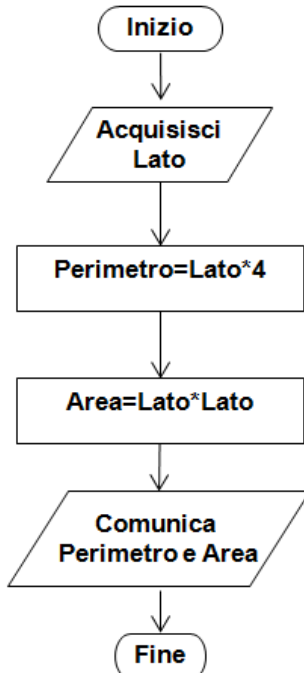 Inizio
Acquisisci
Lato
Perimetro=Lato*4
Area=Lato*Lato
Comunica
Perimetro e Area
Fine